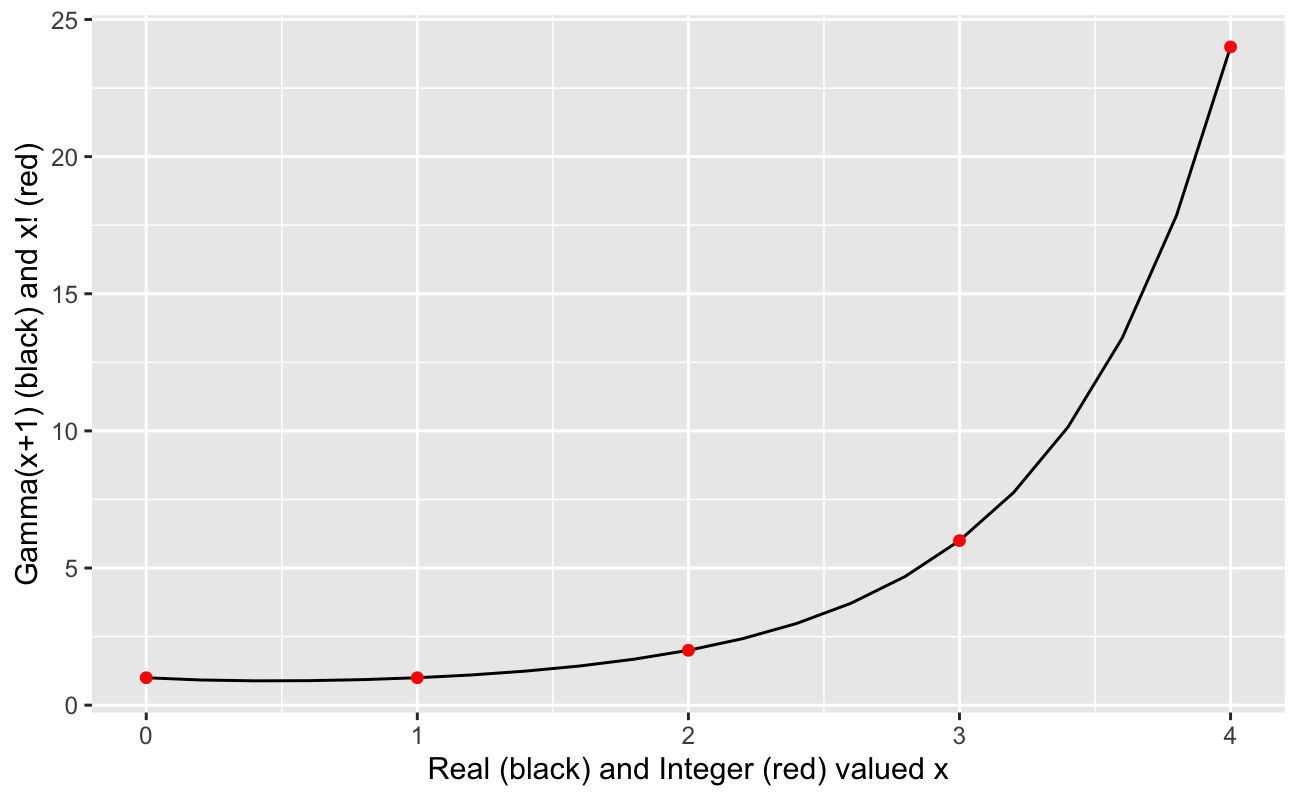 Gamma(x+1) (black) and x! (red)
25
20
15
10
5
0
0 1 2 3 4
Real (black) and Integer (red) valued x